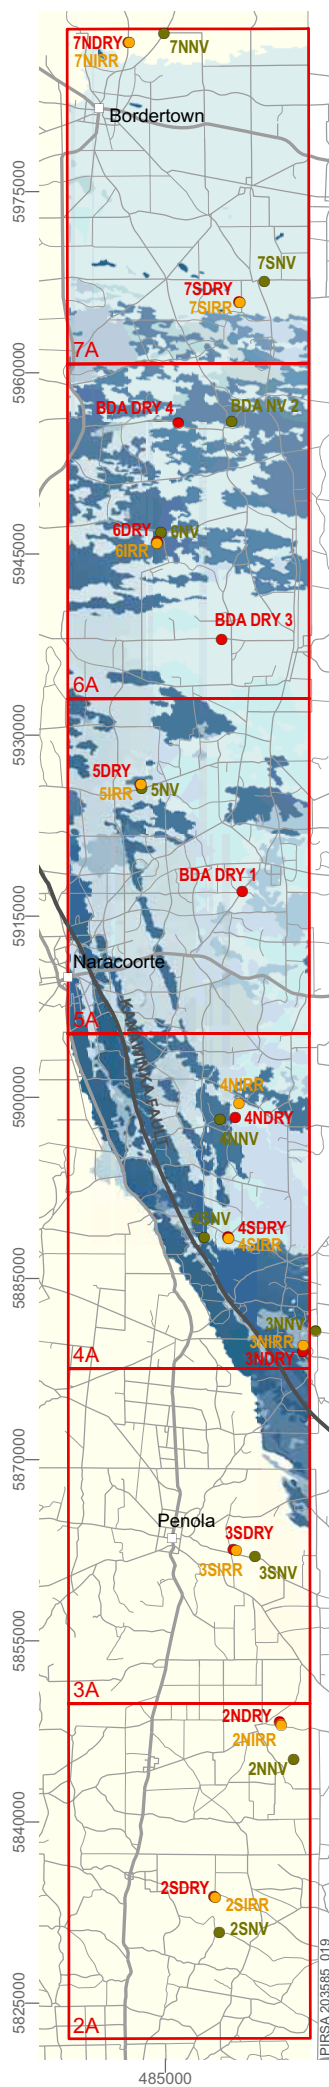 7NDRY
7NNV
7NIRR
Bordertown
5975000
7SNV
7SDRY
7SIRR
7A
5960000
BDA DRY 4
BDA NV 2
6DRY
6NV
6IRR
5945000
BDA DRY 3
6A
5930000
5DRY
5IRR
5NV
BDA DRY 1
5915000
Naracoorte
KANAWINKA FAULT
5A
5900000
4NIRR
4NDRY
4NNV
4SNV
4SDRY
4SIRR
5885000
3NNV
3NIRR
3NDRY
4A
5870000
Penola
3SDRY
3SIRR
3SNV
5855000
3A
2NDRY
2NIRR
2NNV
5840000
2SDRY
2SIRR
2SNV
5825000
2A
PIRSA 203585_019
485000